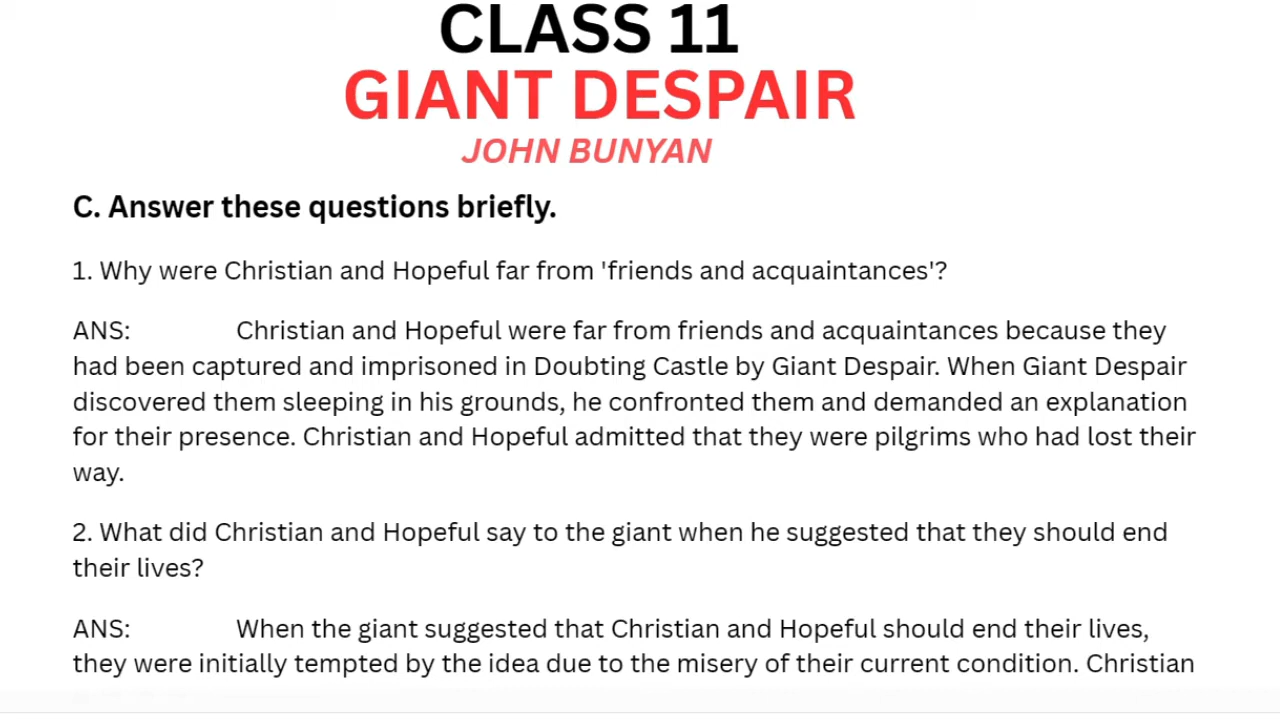 CLASS 11
GIANT DESPAIR
JOHN BUNYAN
C. Answer these questions briefly.
1. Why were Christian and Hopeful far from 'friends and acquaintances'?
ANS: Christian and Hopeful were far from friends and acquaintances because they
had been captured and imprisoned in Doubting Castle by Giant Despair. When Giant Despair
discovered them sleeping in his grounds, he confronted them and demanded an explanation
for their presence. Christian and Hopeful admitted that they were pilgrims who had lost their
way.
2. What did Christian and Hopeful say to the giant when he suggested that they should end
their lives?
ANS: When the giant suggested that Christian and Hopeful should end their lives,
they were initially tempted by the idea due to the misery of their current condition. Christian